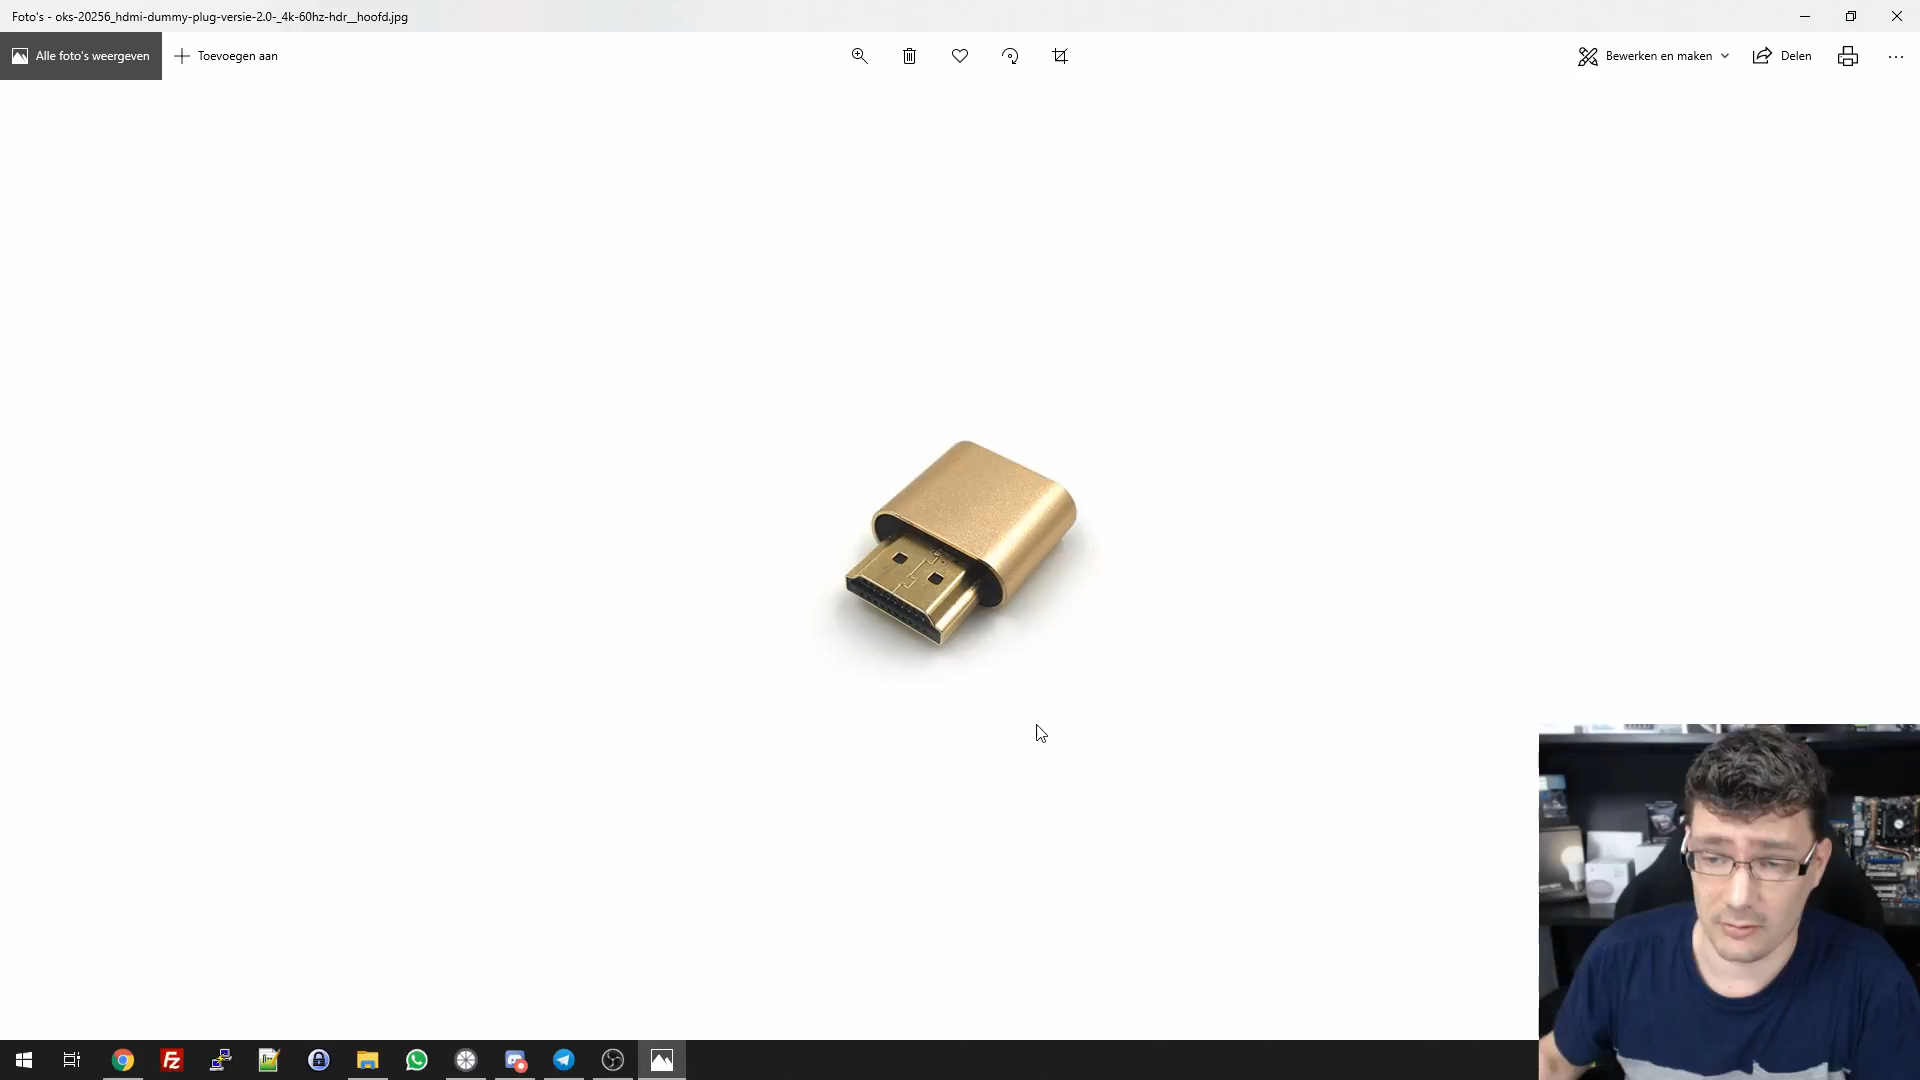 Foto's - oks-20256_hdmi-dummy-plug-versie-2.0-_4k-60hz-hdr__hoofd.jpg
Alle foto's weergeven
Toevoegen aan
Bewerken en maken
Delen
Fz